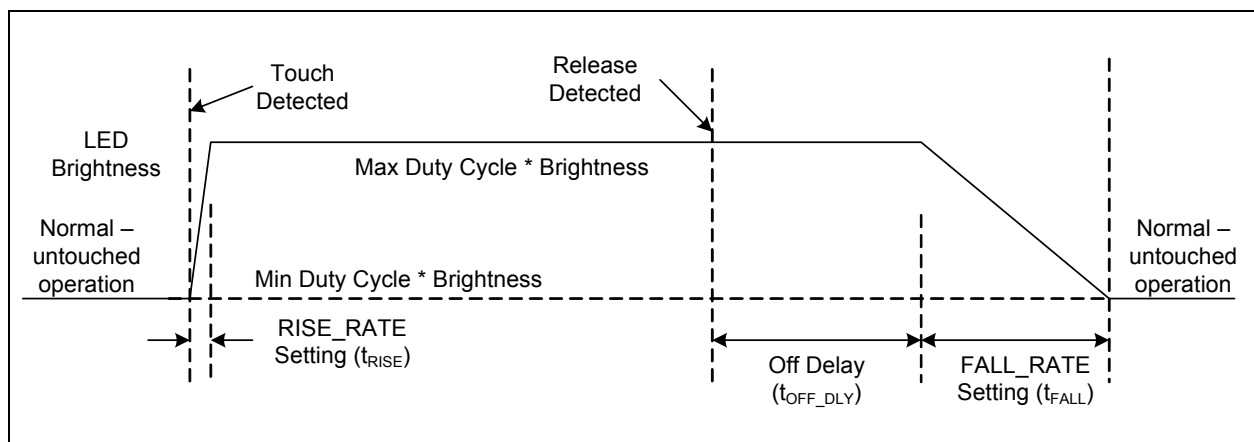 Touch
Detected
Release
Detected
LED
Brightness
Max Duty Cycle * Brightness
Normal –
untouched
operation
Min Duty Cycle * Brightness
Normal –
untouched
operation
RISE_RATE
Setting (tRISE)
Off Delay
(tOFF_DLY)
FALL_RATE
Setting (tFALL)